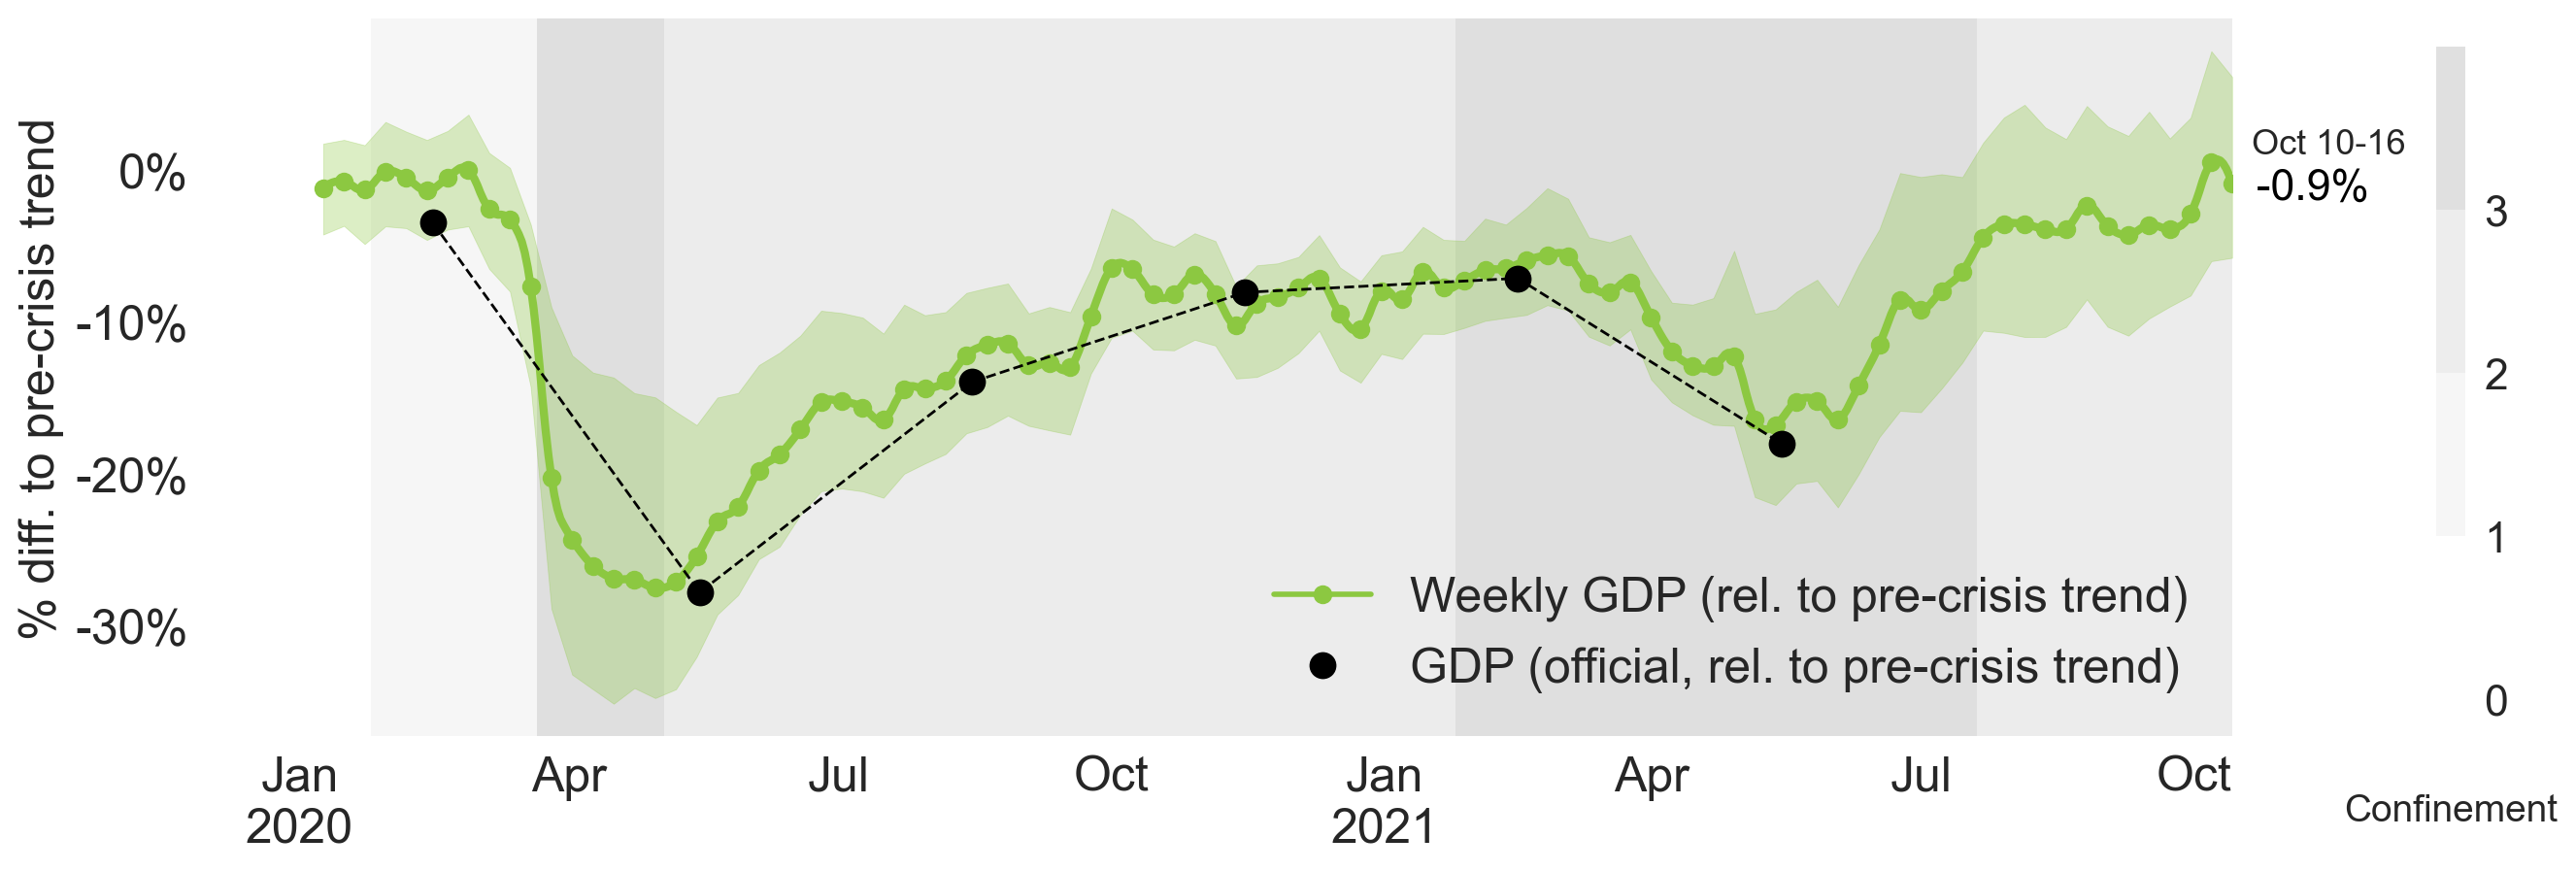 % diff. to pre-crisis trend
0%
-10%
-20%
-30%
Oct 10-16
-0.9%
Weekly GDP (rel. to pre-crisis trend)
GDP (official, rel. to pre-crisis trend)
Jan
2020
Apr
Jul
Oct
Jan
2021
Apr
Jul
Oct
3
2
1
0
Confinement